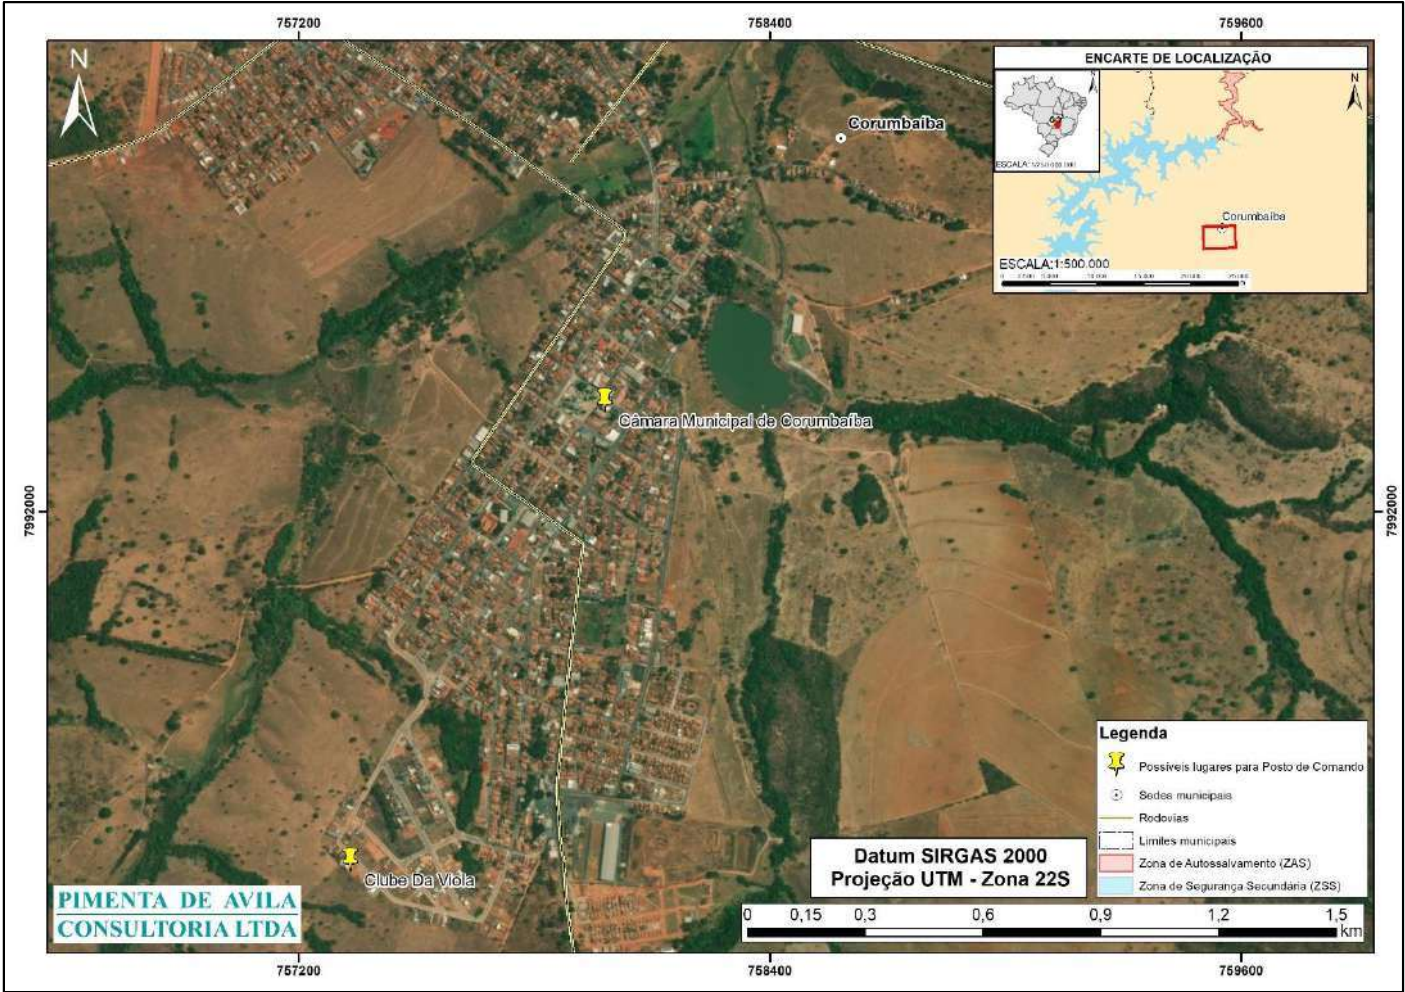 757200
758400
759600
N
Corumbaíba
ENCARTE DE LOCALIZAÇÃO
N
Corumbaíba
ESCALA:1:500.000
Câmara Municipal de Corumbaíba
7992000
7992000
Clube Da Viola
PIMENTA DE AVILA
CONSULTORIA LTDA
Datum SIRGAS 2000
Projeção UTM - Zona 22S
Legenda
Possíveis lugares para Posto de Comando
Sedes municipais
Rodovias
Limites municipais
Zona de Autossalvamento (ZAS)
Zona de Segurança Secundária (ZSS)
0 0,15 0,3 0,6 0,9 1,2 1,5
km
757200
758400
759600